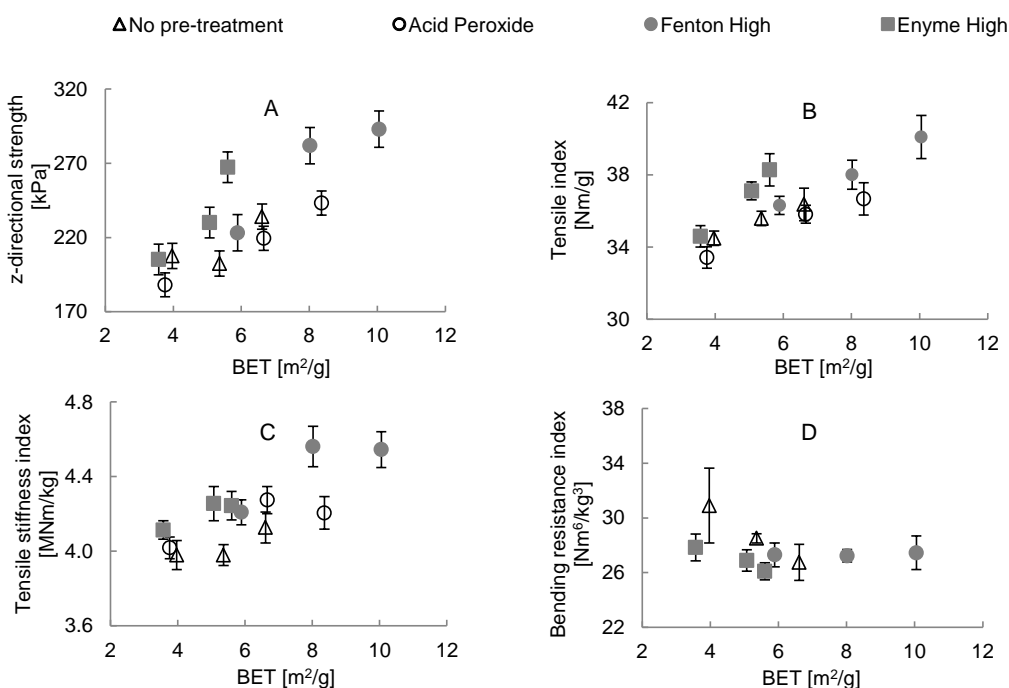 No pre-treatment Acid Peroxide Fenton High Enyme High
A
z-directional strength
[kPa]
320
270
220
170
2 4 6 8 10 12
BET [m²/g]
B
Tensile index
[Nm/g]
42
38
34
30
2 4 6 8 10 12
BET [m²/g]
C
Tensile stiffness index
[MNm/kg]
4.8
4.4
4.0
3.6
2 4 6 8 10 12
BET [m²/g]
D
Bending resistance index
[Nm⁶/kg³]
38
34
30
26
22
2 4 6 8 10 12
BET [m²/g]